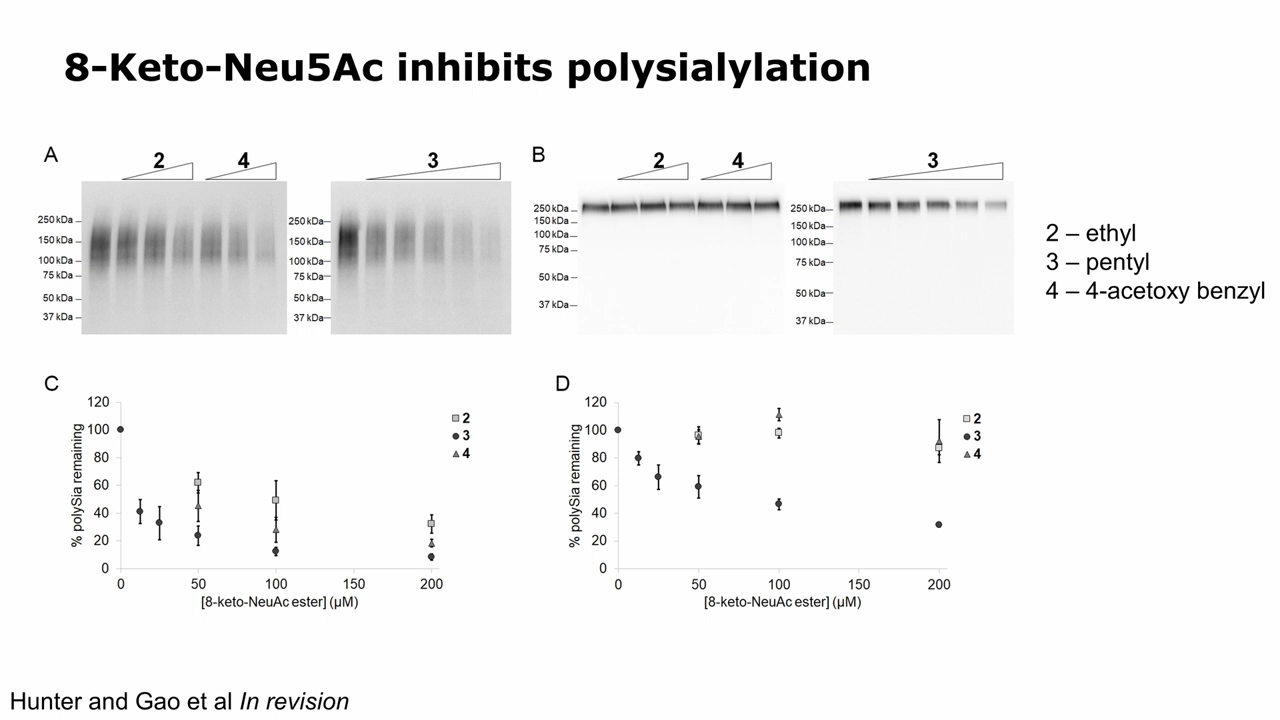 8-Keto-Neu5Ac inhibits polysialylation
A
2
4
3
250 kDa
150 kDa
100 kDa
75 kDa
50 kDa
37 kDa
250 kDa
150 kDa
100 kDa
75 kDa
50 kDa
37 kDa
B
2
4
3
250 kDa
150 kDa
100 kDa
75 kDa
50 kDa
37 kDa
250 kDa
150 kDa
100 kDa
75 kDa
50 kDa
37 kDa
2 – ethyl
3 – pentyl
4 – 4-acetoxy benzyl
C
% polySia remaining
120
100
80
60
40
20
0
0 50 100 150 200
[8-keto-NeuAc ester] (µM)
2
3
4
D
% polySia remaining
120
100
80
60
40
20
0
0 50 100 150 200
[8-keto-NeuAc ester] (µM)
2
3
4
Hunter and Gao et al In revision